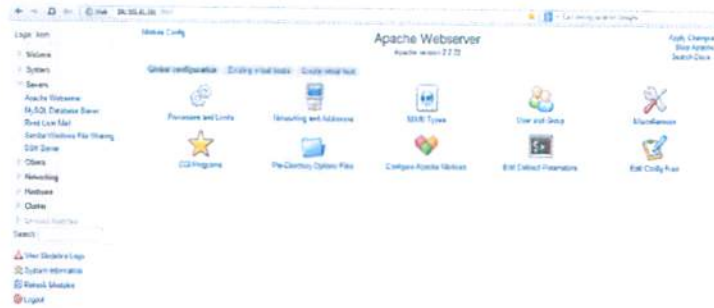 Login: root
Webmin
System
Servers
Apache Webserver
MySQL Database Server
Read User Mail
Samba Windows File Sharing
SSH Server
Others
Networking
Hardware
Cluster
Search:
View Module's Logs
System Information
Refresh Modules
Logout
Module Config
Apache Webserver
Apache version 2.2.22
Apply Changes
Stop Apache
Search Docs..
Global configuration Existing virtual hosts Create virtual host
Processes and Limits Networking and Addresses MIME Types User and Group Miscellaneous
CGI Programs Per-Directory Options Files Configure Apache Modules Edit Defined Parameters Edit Config Files